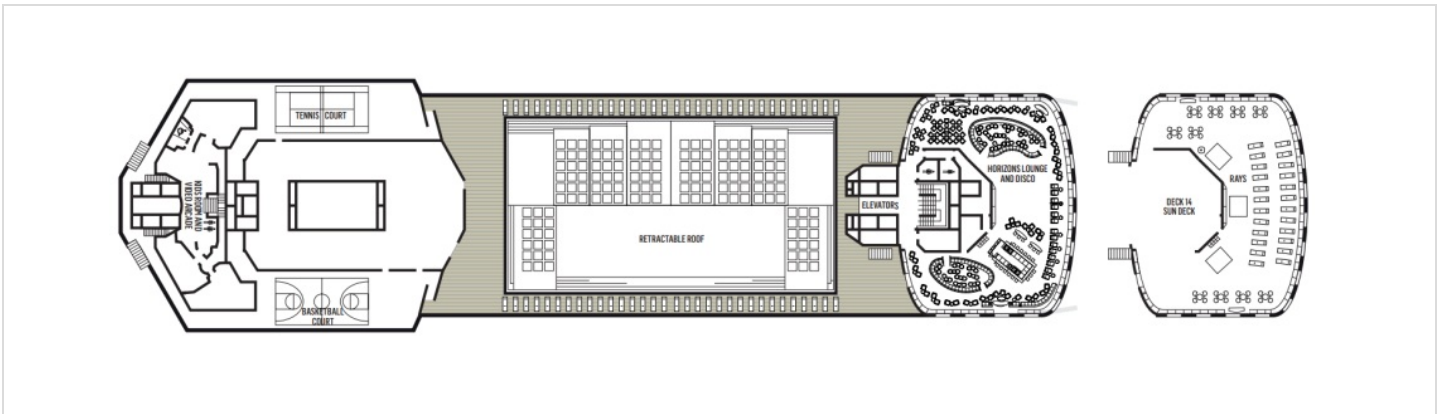 TENNIS COURT
KIDS ROOM AND
VIDEO ARCADE
BASKETBALL
COURT
RETRACTABLE ROOF
ELEVATORS
HORIZONS LOUNGE
AND DISCO
DECK 14
SUN DECK
RAYS